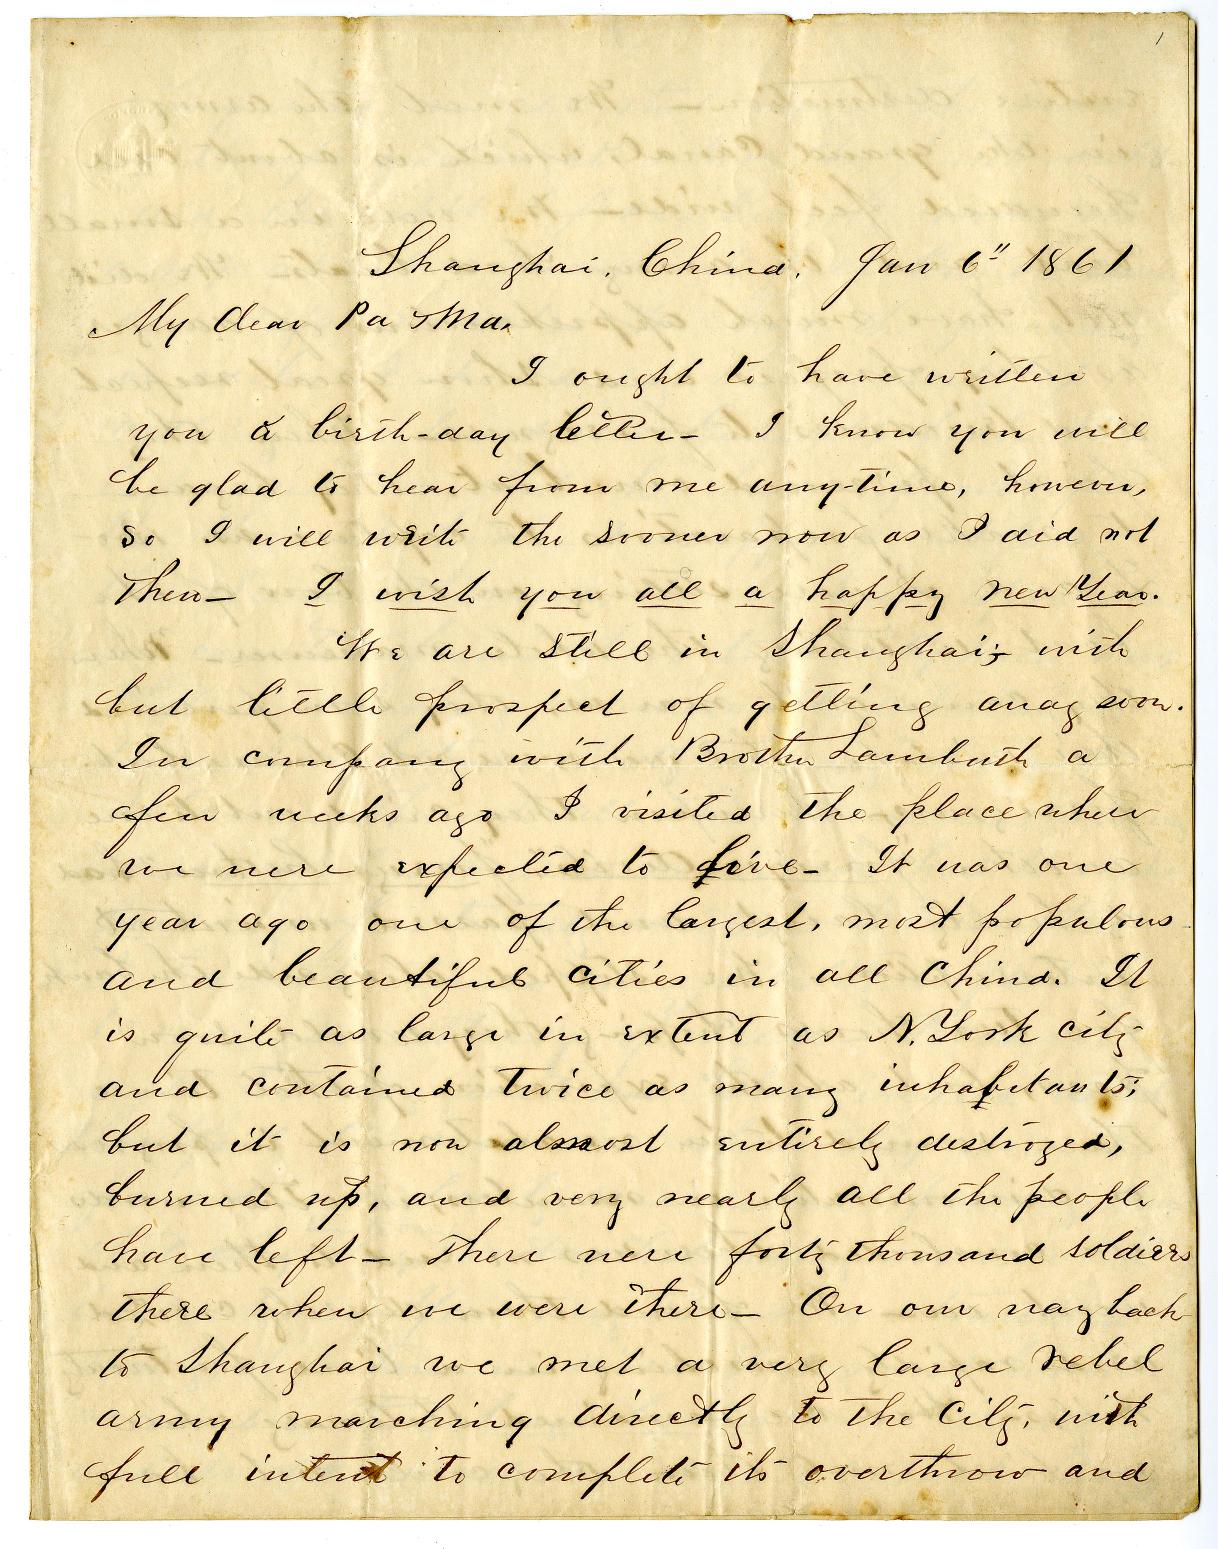 1
Shanghai. China. Jan 6" 1861
My dear Pa & Ma.
I ought to have written
you a birth-day letter - I know you will
be glad to hear from me any-time, however,
so I will write the sooner now as I did not
then - I wish you all a happy new Year.
We are still in Shanghai; with
but little prospect of getting away soon.
In company with Brother Lambuth a
few weeks ago I visited the place where
we were expected to live - It was one
year ago one of the largest, most populous
and beautiful cities in all China. It
is quite as large in extent as N. York city
and contained twice as many inhabitants;
but it is now almost entirely destroyed,
burned up, and very nearly all the people
have left - There were forty thousand soldiers
there when we were there - On our way back
to Shanghai we met a very large rebel
army marching directly to the City, with
full intent to complete its overthrow and